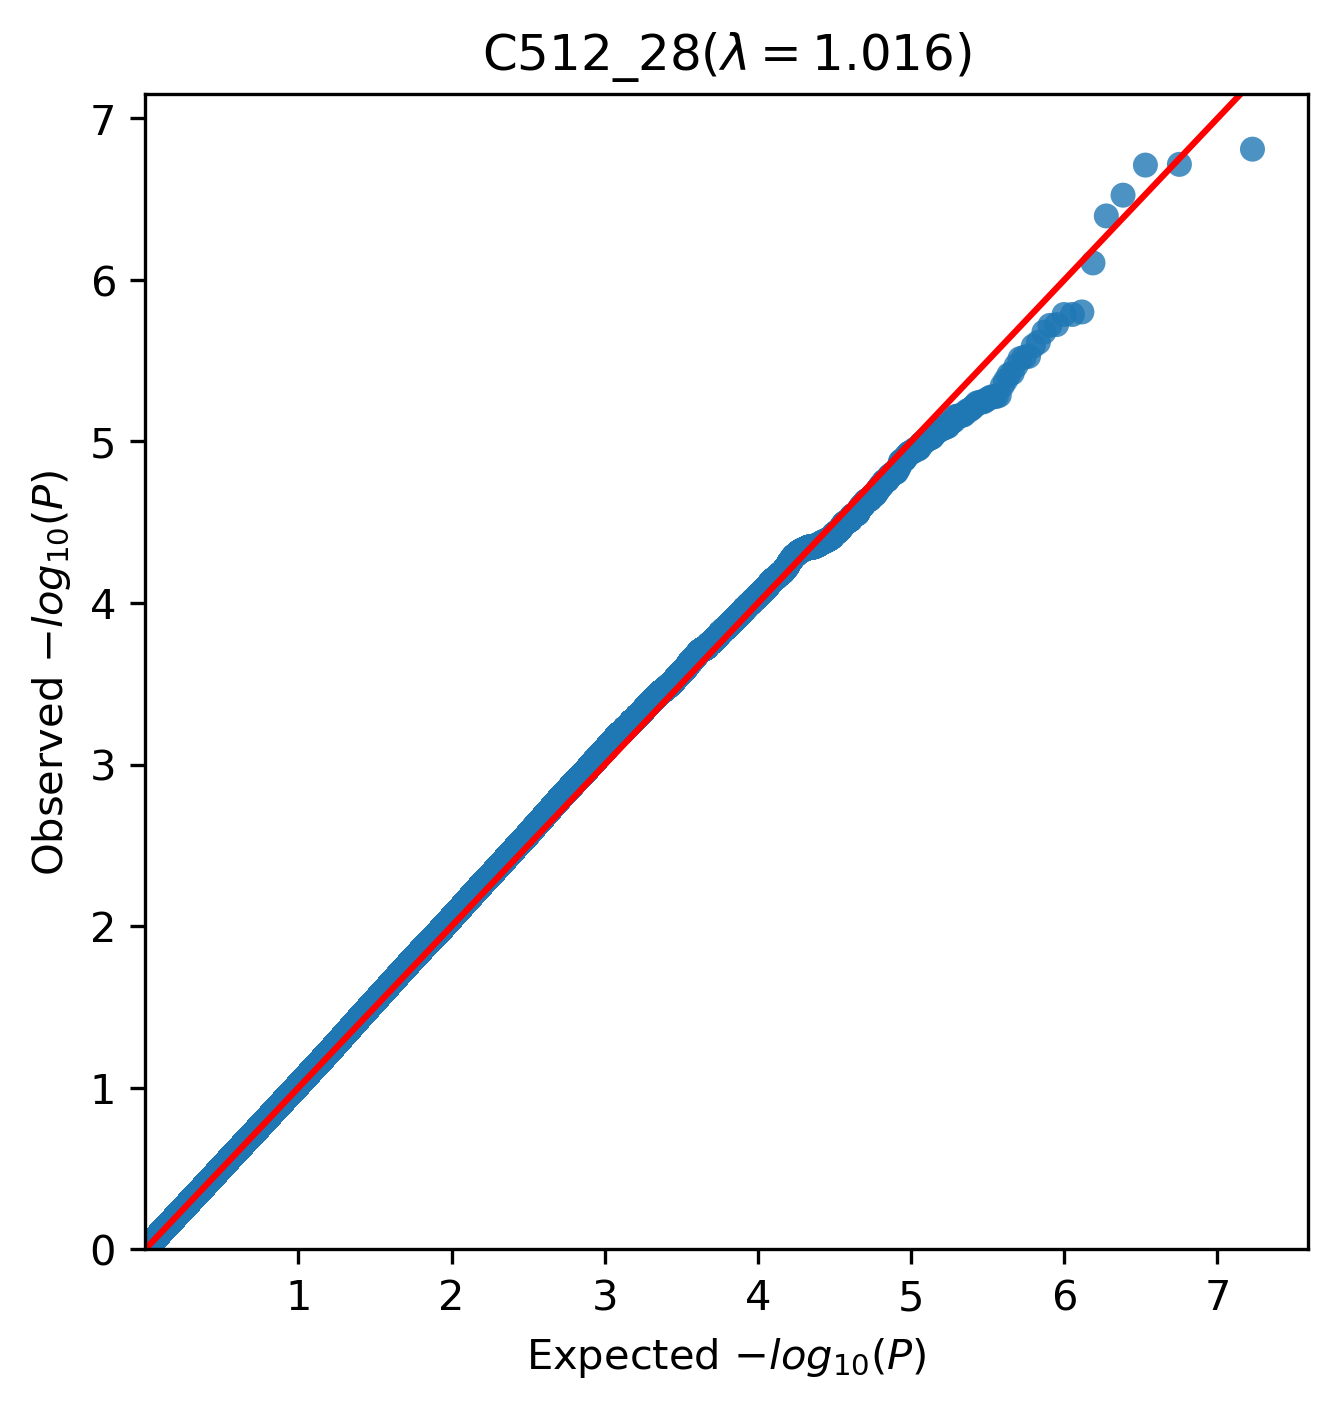 C512_28(λ = 1.016)
7
6
5
4
3
2
1
0
Observed −log₁₀(P)
1 2 3 4 5 6 7
Expected −log₁₀(P)